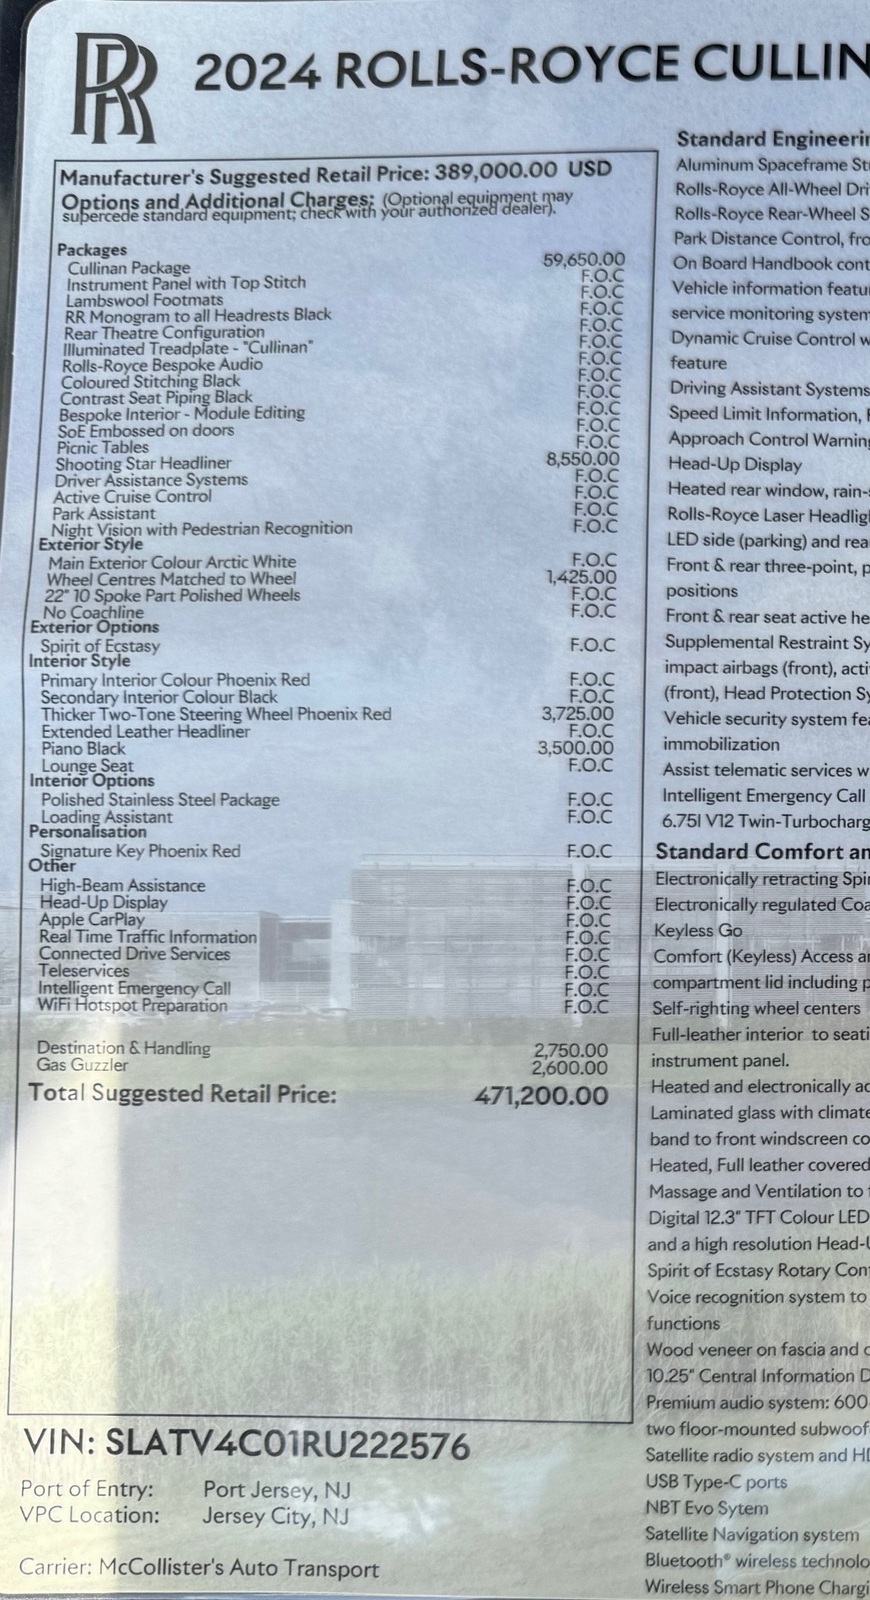 RR
2024 ROLLS-ROYCE CULLIN
Manufacturer's Suggested Retail Price: 389,000.00 USD
Options and Additional Charges: (Optional equipment may
supercede standard equipment; check with your authorized dealer).
Packages
Cullinan Package 59,650.00
Instrument Panel with Top Stitch F.O.C
Lambswool Footmats F.O.C
RR Monogram to all Headrests Black F.O.C
Rear Theatre Configuration F.O.C
Illuminated Treadplate - "Cullinan" F.O.C
Rolls-Royce Bespoke Audio F.O.C
Coloured Stitching Black F.O.C
Contrast Seat Piping Black F.O.C
Bespoke Interior - Module Editing F.O.C
SoE Embossed on doors F.O.C
Picnic Tables F.O.C
Shooting Star Headliner 8,550.00
Driver Assistance Systems F.O.C
Active Cruise Control F.O.C
Park Assistant F.O.C
Night Vision with Pedestrian Recognition F.O.C
Exterior Style
Main Exterior Colour Arctic White F.O.C
Wheel Centres Matched to Wheel 1,425.00
22" 10 Spoke Part Polished Wheels F.O.C
No Coachline F.O.C
Exterior Options
Spirit of Ecstasy F.O.C
Interior Style
Primary Interior Colour Phoenix Red F.O.C
Secondary Interior Colour Black F.O.C
Thicker Two-Tone Steering Wheel Phoenix Red 3,725.00
Extended Leather Headliner F.O.C
Piano Black 3,500.00
Lounge Seat F.O.C
Interior Options
Polished Stainless Steel Package F.O.C
Loading Assistant F.O.C
Personalisation
Signature Key Phoenix Red F.O.C
Other
High-Beam Assistance F.O.C
Head-Up Display F.O.C
Apple CarPlay F.O.C
Real Time Traffic Information F.O.C
Connected Drive Services F.O.C
Teleservices F.O.C
Intelligent Emergency Call F.O.C
WiFi Hotspot Preparation F.O.C
Destination & Handling 2,750.00
Gas Guzzler 2,600.00
Total Suggested Retail Price: 471,200.00
VIN: SLATV4C01RU222576
Port of Entry: Port Jersey, NJ
VPC Location: Jersey City, NJ
Carrier: McCollister's Auto Transport
Standard Engineerin
Aluminum Spaceframe Str
Rolls-Royce All-Wheel Dri
Rolls-Royce Rear-Wheel S
Park Distance Control, fro
On Board Handbook cont
Vehicle information featu
service monitoring system
Dynamic Cruise Control w
feature
Driving Assistant Systems
Speed Limit Information,
Approach Control Warning
Head-Up Display
Heated rear window, rain-
Rolls-Royce Laser Headlig
LED side (parking) and rea
Front & rear three-point, p
positions
Front & rear seat active he
Supplemental Restraint Sy
impact airbags (front), acti
(front), Head Protection Sy
Vehicle security system fea
immobilization
Assist telematic services w
Intelligent Emergency Call
6.75l V12 Twin-Turbocharg
Standard Comfort an
Electronically retracting Spir
Electronically regulated Coa
Keyless Go
Comfort (Keyless) Access a
compartment lid including p
Self-righting wheel centers
Full-leather interior to seati
instrument panel.
Heated and electronically ad
Laminated glass with climate
band to front windscreen co
Heated, Full leather covered
Massage and Ventilation to f
Digital 12.3" TFT Colour LED
and a high resolution Head-U
Spirit of Ecstasy Rotary Con
Voice recognition system to
functions
Wood veneer on fascia and c
10.25" Central Information D
Premium audio system: 600
two floor-mounted subwoof
Satellite radio system and HD
USB Type-C ports
NBT Evo Sytem
Satellite Navigation system
Bluetooth® wireless technolo
Wireless Smart Phone Chargi